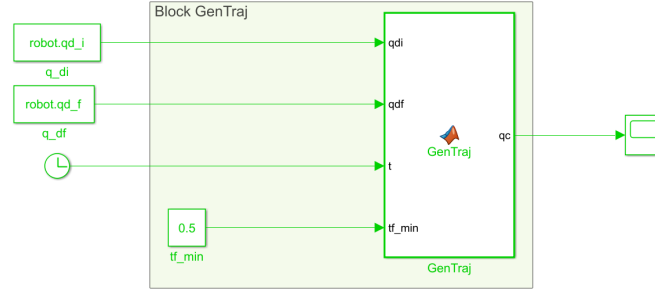 Block GenTraj
robot.qd_i
q_di
robot.qd_f
q_df
0.5
tf_min
qdi
qdf
t
tf_min
qc
GenTraj
GenTraj